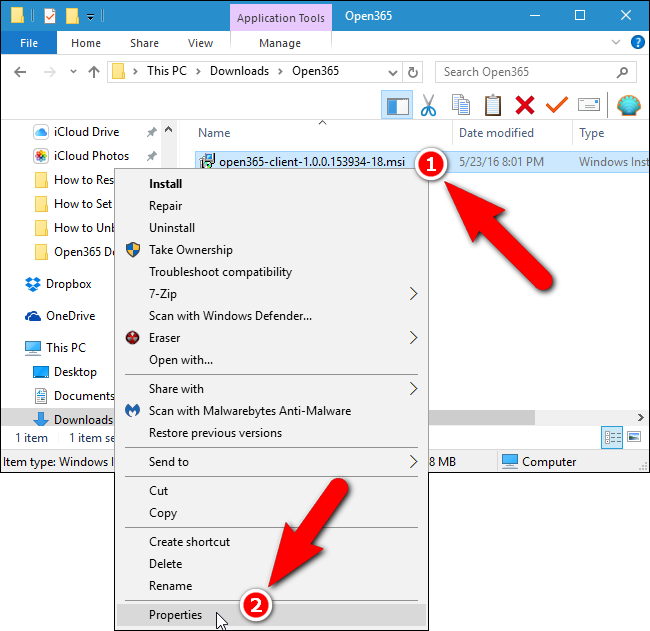 Application Tools
Open365
File
Home
Share
View
Manage
This PC
Downloads
Open365
Search Open365
Name
Date modified
Type
iCloud Drive
iCloud Photos
How to Res
How to Set
How to Unb
Open365 Do
Dropbox
OneDrive
This PC
Desktop
Documents
Downloads
open365-client-1.0.0.153934-18.msi
5/23/16 8:01 PM
Windows Inst
1
Install
Repair
Uninstall
Take Ownership
Troubleshoot compatibility
7-Zip
Scan with Windows Defender...
Eraser
Open with...
Share with
Scan with Malwarebytes Anti-Malware
Restore previous versions
Send to
Cut
Copy
Create shortcut
Delete
Rename
Properties
2
1 item
1 item se
Item type: Windows I
8 MB
Computer